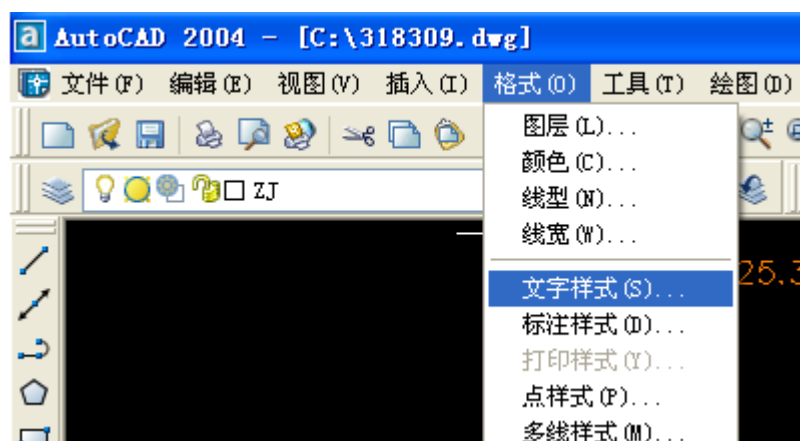 AutoCAD 2004 - [C:\318309.dwg]
文件(F) 编辑(E) 视图(V) 插入(I) 格式(O) 工具(T) 绘图(D)
图层(L)...
颜色(C)...
ZJ
线型(N)...
线宽(W)...
25.3
文字样式(S)...
标注样式(D)...
打印样式(Y)...
点样式(P)...
多线样式(M)...